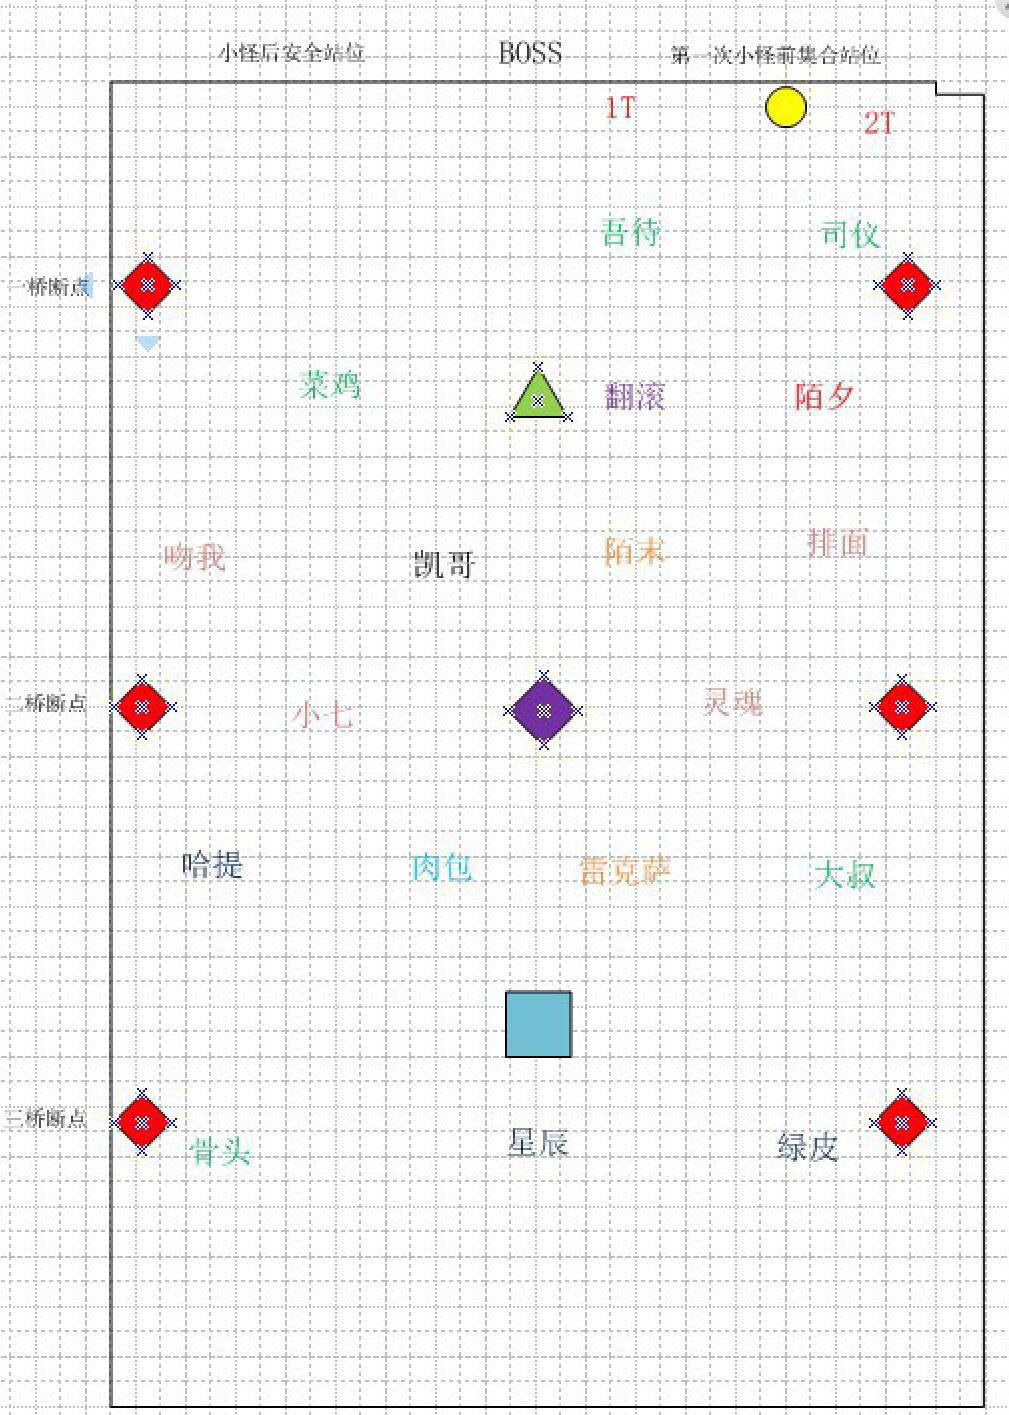 小怪后安全站位 BOSS 第一次小怪前集合站位
1T 2T
吾待 司仪
一桥断点
菜鸡 翻滚 陌夕
吻我 凯哥 陌末 排面
二桥断点 小七 灵魂
哈提 肉包 雷克萨 大叔
三桥断点 骨头 星辰 绿皮